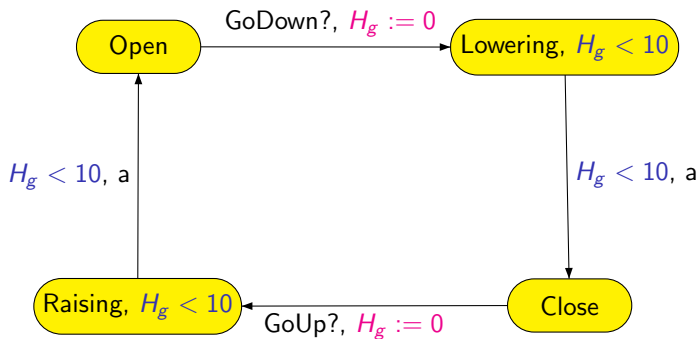 GoDown?, H_g := 0
Open
Lowering, H_g < 10
H_g < 10, a
H_g < 10, a
Raising, H_g < 10
Close
GoUp?, H_g := 0